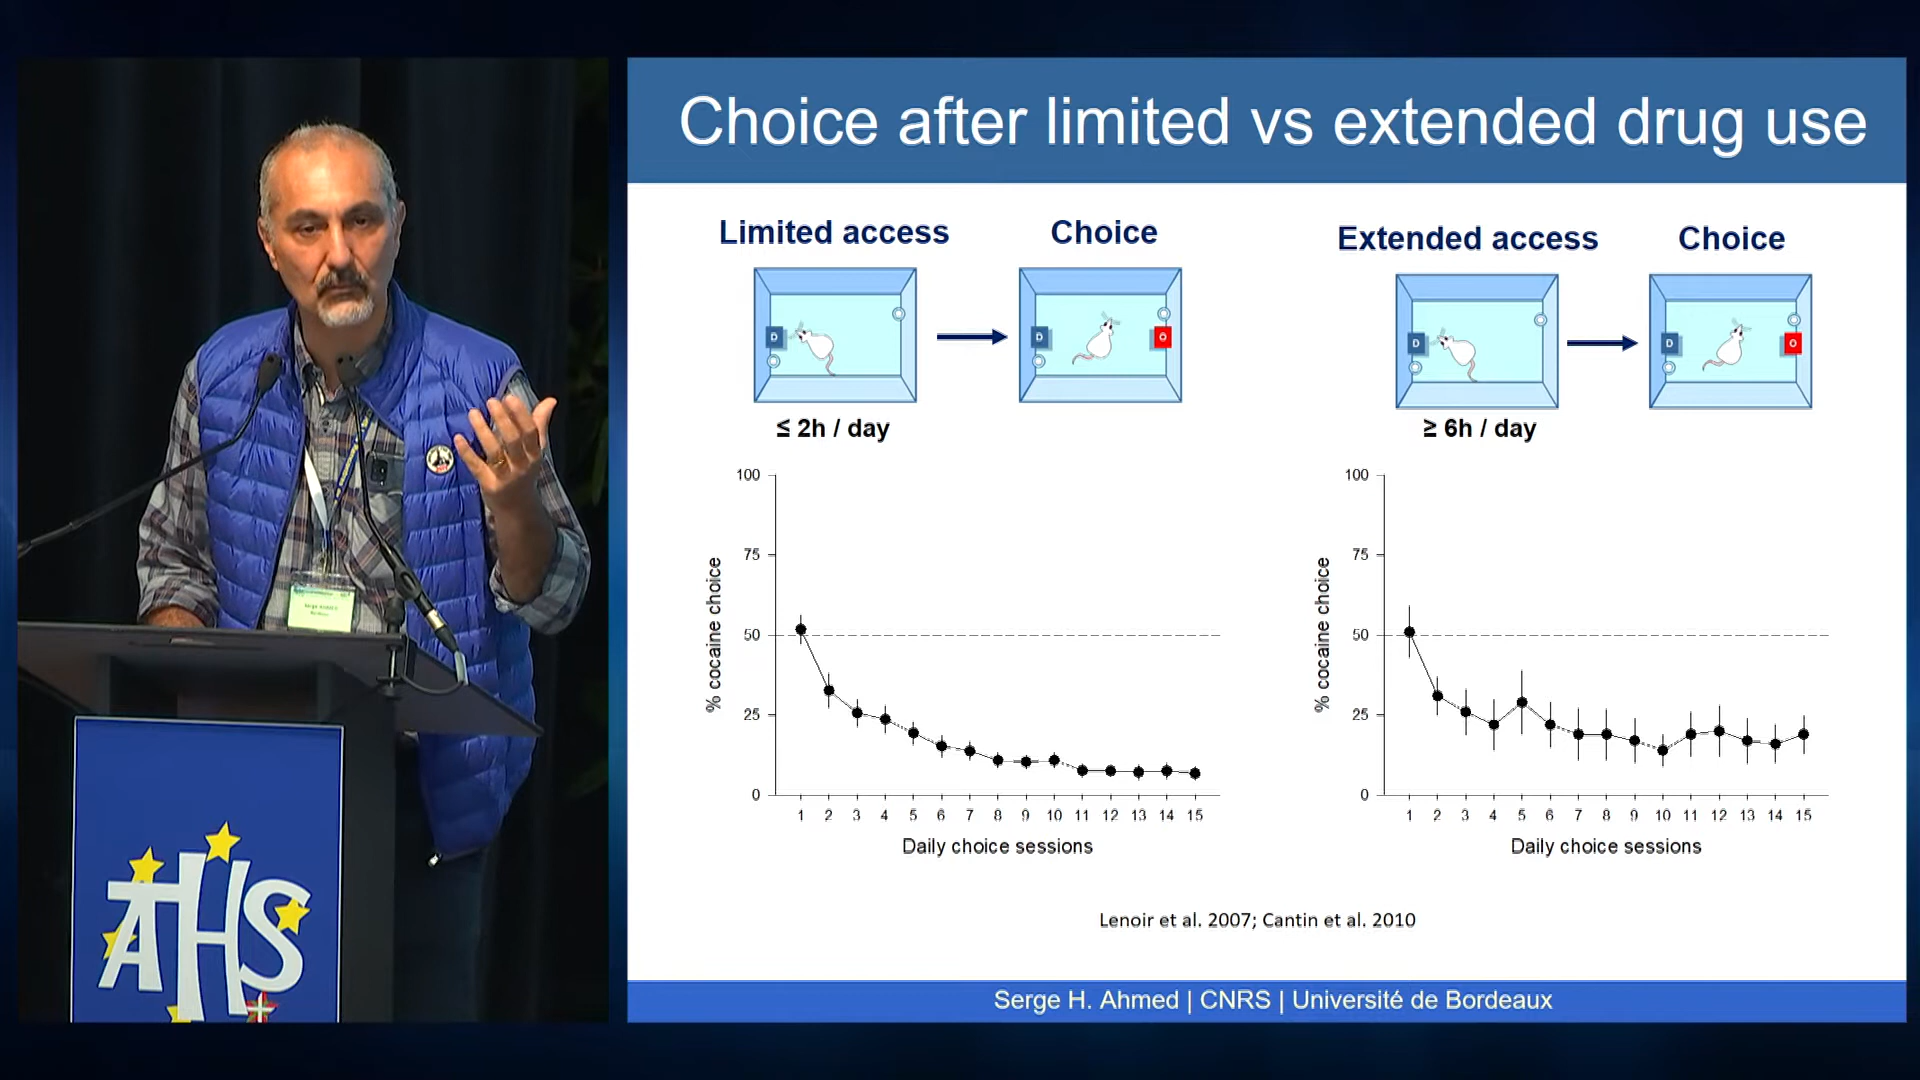 Choice after limited vs extended drug use
Limited access
Choice
Extended access
Choice
D
D
O
D
D
O
≤ 2h / day
≥ 6h / day
100
75
50
25
0
% cocaine choice
1 2 3 4 5 6 7 8 9 10 11 12 13 14 15
Daily choice sessions
100
75
50
25
0
% cocaine choice
1 2 3 4 5 6 7 8 9 10 11 12 13 14 15
Daily choice sessions
Lenoir et al. 2007; Cantin et al. 2010
Serge H. Ahmed | CNRS | Université de Bordeaux
Serge AHMED
AHS